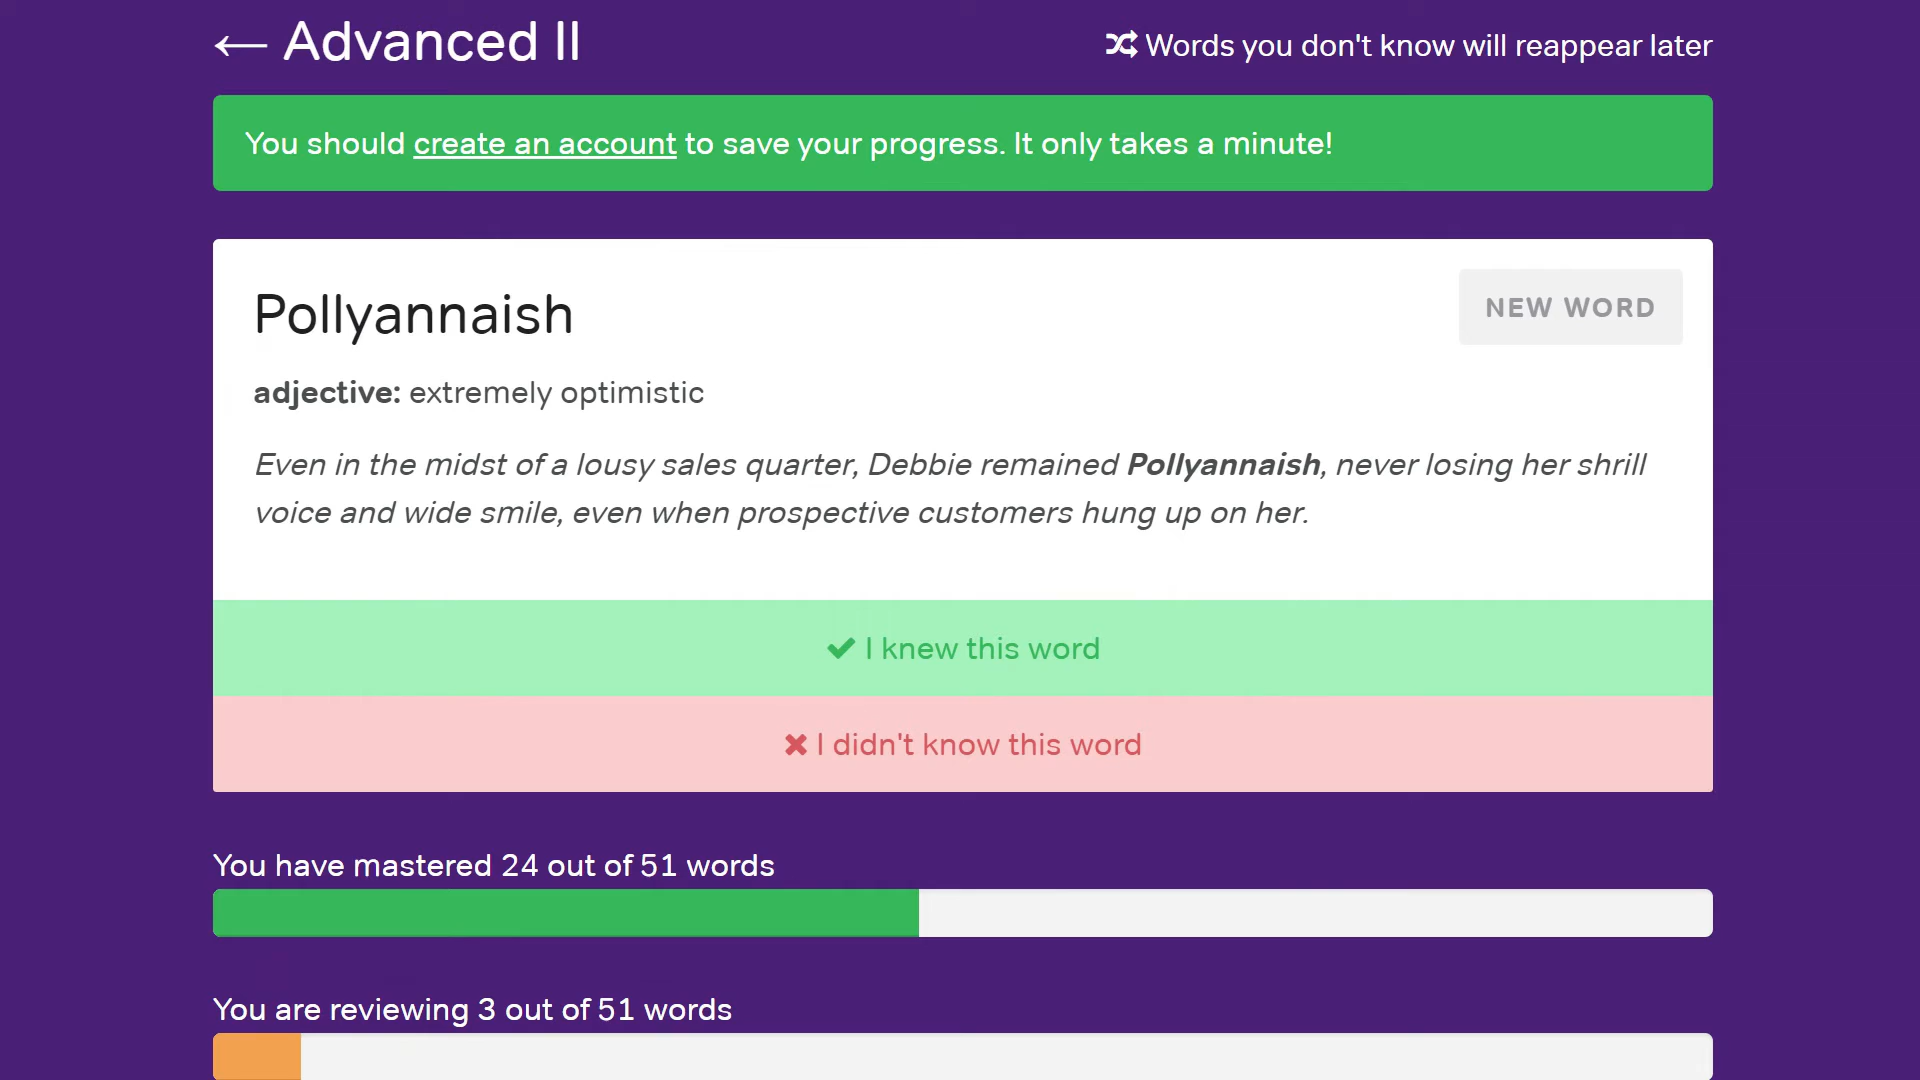 ← Advanced II
Words you don't know will reappear later
You should create an account to save your progress. It only takes a minute!
Pollyannaish
NEW WORD
adjective: extremely optimistic
Even in the midst of a lousy sales quarter, Debbie remained Pollyannaish, never losing her shrill
voice and wide smile, even when prospective customers hung up on her.
I knew this word
I didn't know this word
You have mastered 24 out of 51 words
You are reviewing 3 out of 51 words